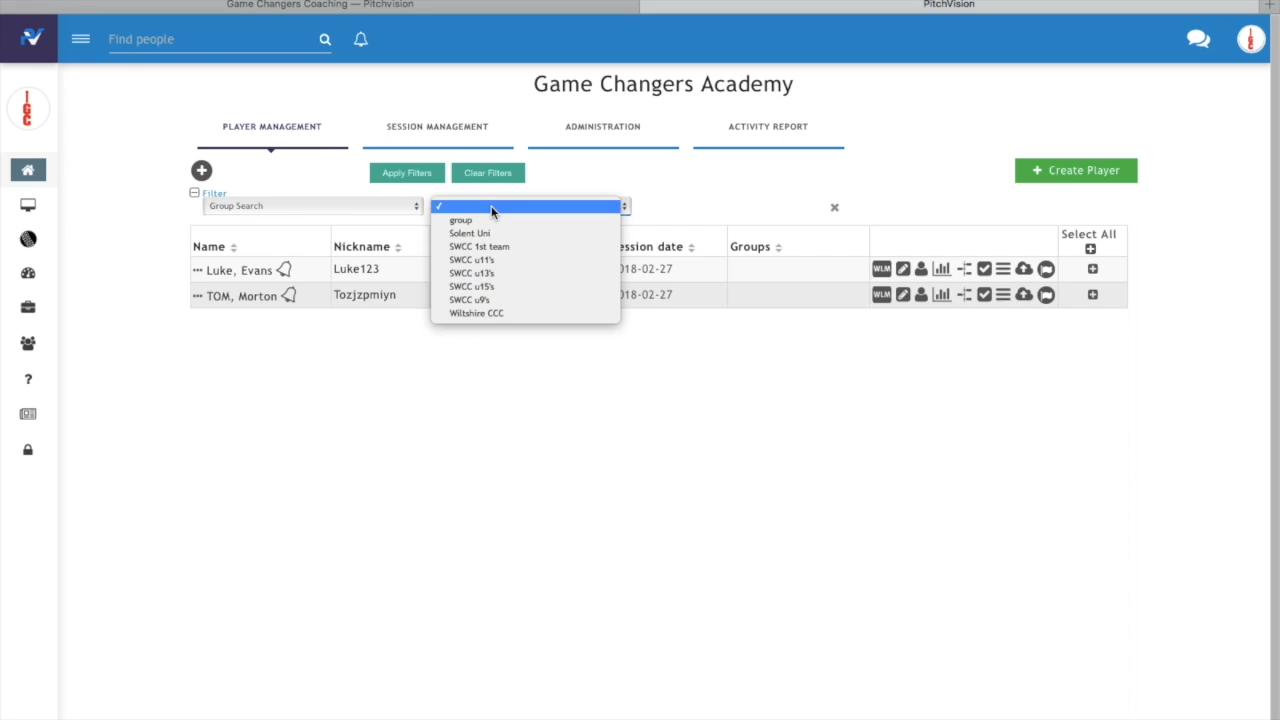 Game Changers Coaching — Pitchvision
PitchVision
Find people
IGC
Game Changers Academy
PLAYER MANAGEMENT
SESSION MANAGEMENT
ADMINISTRATION
ACTIVITY REPORT
Apply Filters
Clear Filters
Create Player
Filter
Group Search
group
Solent Uni
SWCC 1st team
SWCC u11's
SWCC u13's
SWCC u15's
SWCC u9's
Wiltshire CCC
Name
Nickname
ession date
Groups
Select All
Luke, Evans
Luke123
018-02-27
WLM
TOM, Morton
Tozjzpmiyn
018-02-27
WLM